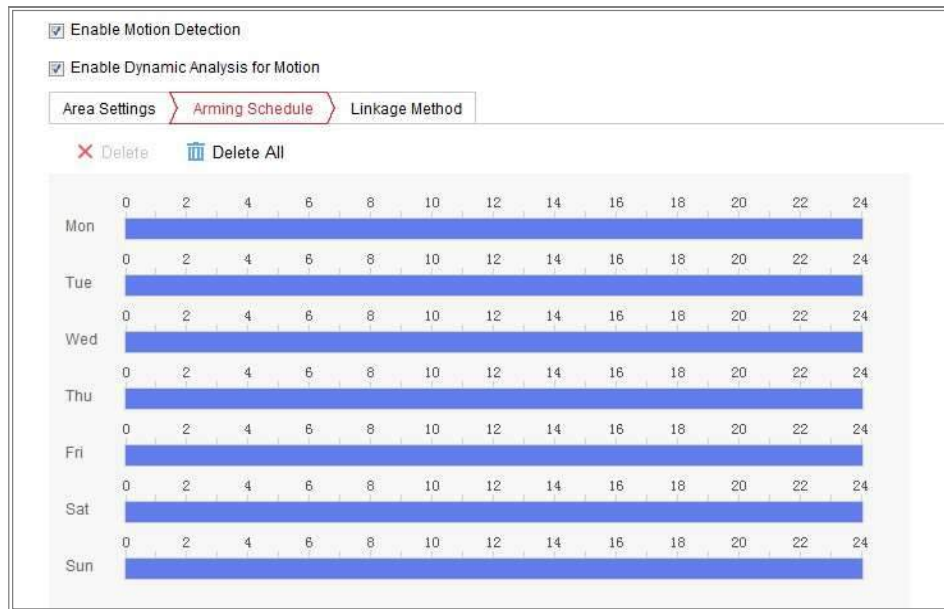 Enable Motion Detection
Enable Dynamic Analysis for Motion
Area Settings Arming Schedule Linkage Method
Delete Delete All
0 2 4 6 8 10 12 14 16 18 20 22 24
Mon
0 2 4 6 8 10 12 14 16 18 20 22 24
Tue
0 2 4 6 8 10 12 14 16 18 20 22 24
Wed
0 2 4 6 8 10 12 14 16 18 20 22 24
Thu
0 2 4 6 8 10 12 14 16 18 20 22 24
Fri
0 2 4 6 8 10 12 14 16 18 20 22 24
Sat
0 2 4 6 8 10 12 14 16 18 20 22 24
Sun